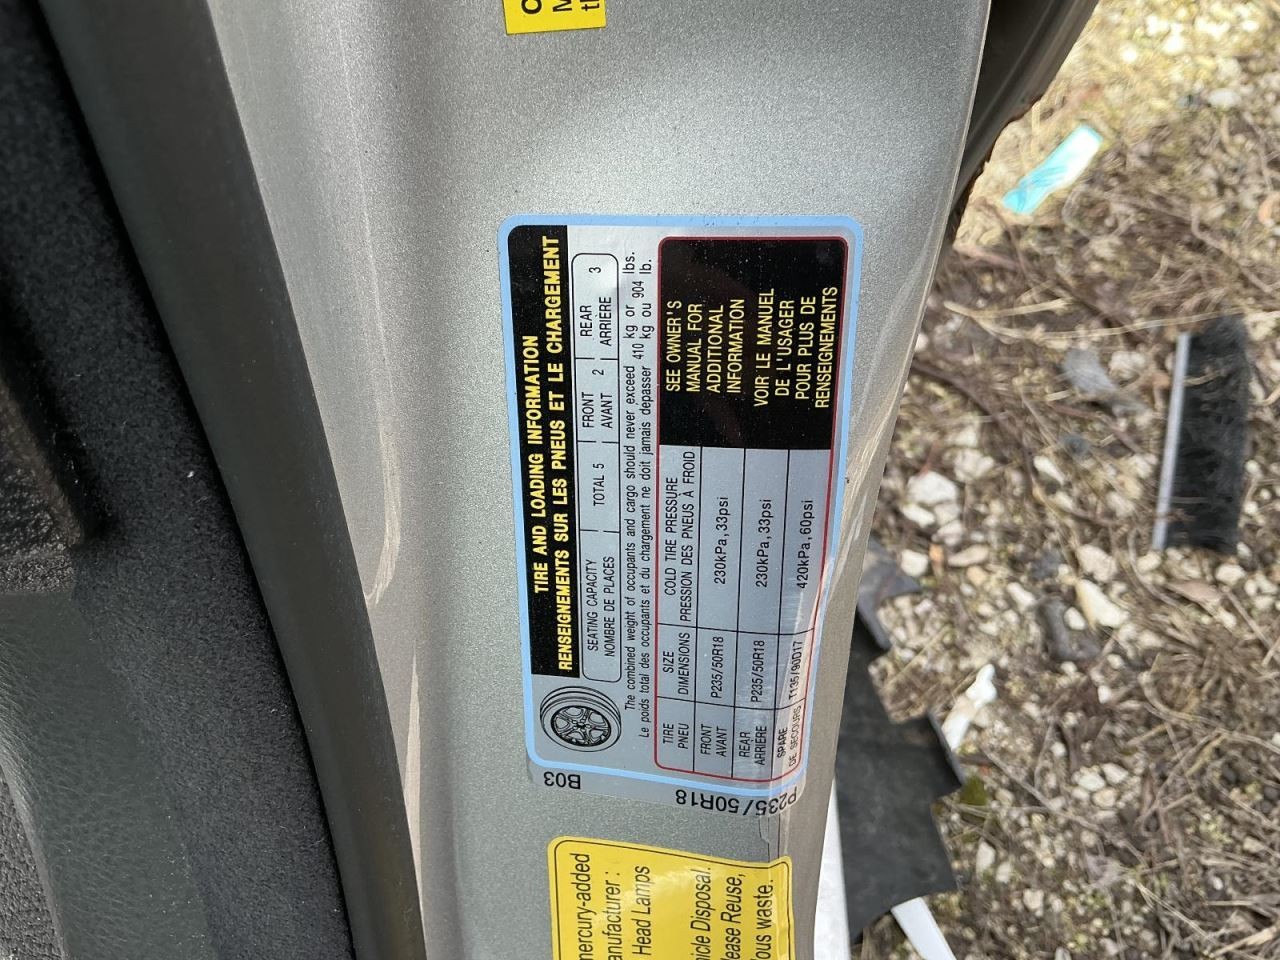 TIRE AND LOADING INFORMATION
RENSEIGNEMENTS SUR LES PNEUS ET LE CHARGEMENT
SEATING CAPACITY
NOMBRE DE PLACES
TOTAL 5
FRONT
AVANT 2
REAR
ARRIÈRE 3
The combined weight of occupants and cargo should never exceed 410 kg or 904 lbs.
Le poids total des occupants et du chargement ne doit jamais dépasser 410 kg ou 904 lb.
TIRE
PNEU
SIZE
DIMENSIONS
COLD TIRE PRESSURE
PRESSION DES PNEUS À FROID
FRONT
AVANT
P235/50R18
230kPa, 33psi
REAR
ARRIÈRE
P235/50R18
230kPa, 33psi
SPARE
DE SECOURS
T135/90D17
420kPa, 60psi
SEE OWNER'S
MANUAL FOR
ADDITIONAL
INFORMATION
VOIR LE MANUEL
DE L'USAGER
POUR PLUS DE
RENSEIGNEMENTS
B03
P235/50R18
mercury-added
anufacturer:
Head Lamps
hicle Disposal.
ease Reuse,
ous waste.